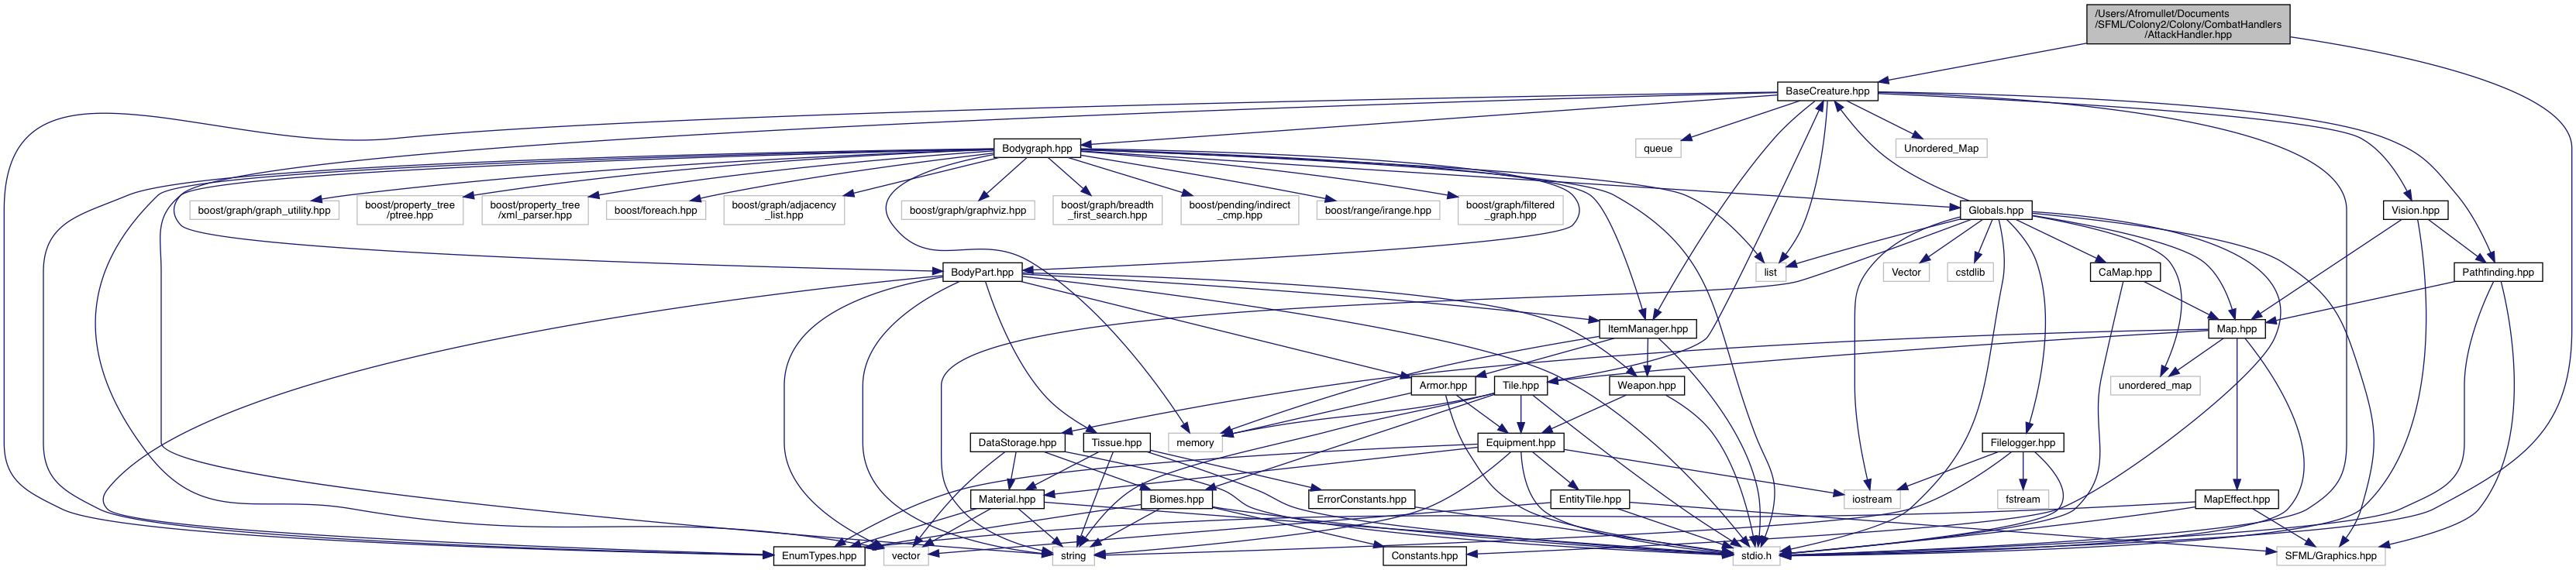 /Users/Afromullet/Documents
/SFML/Colony2/Colony/CombatHandlers
/AttackHandler.hpp
BaseCreature.hpp
Bodygraph.hpp
queue
Unordered_Map
boost/graph/graph_utility.hpp
boost/property_tree
/ptree.hpp
boost/property_tree
/xml_parser.hpp
boost/foreach.hpp
boost/graph/adjacency
_list.hpp
boost/graph/graphviz.hpp
boost/graph/breadth
_first_search.hpp
boost/pending/indirect
_cmp.hpp
boost/range/irange.hpp
boost/graph/filtered
_graph.hpp
Globals.hpp
Vision.hpp
BodyPart.hpp
list
Vector
cstdlib
CaMap.hpp
Pathfinding.hpp
ItemManager.hpp
Map.hpp
Armor.hpp
Tile.hpp
Weapon.hpp
unordered_map
DataStorage.hpp
Tissue.hpp
memory
Equipment.hpp
Filelogger.hpp
Material.hpp
Biomes.hpp
ErrorConstants.hpp
EntityTile.hpp
iostream
fstream
MapEffect.hpp
EnumTypes.hpp
vector
string
Constants.hpp
stdio.h
SFML/Graphics.hpp